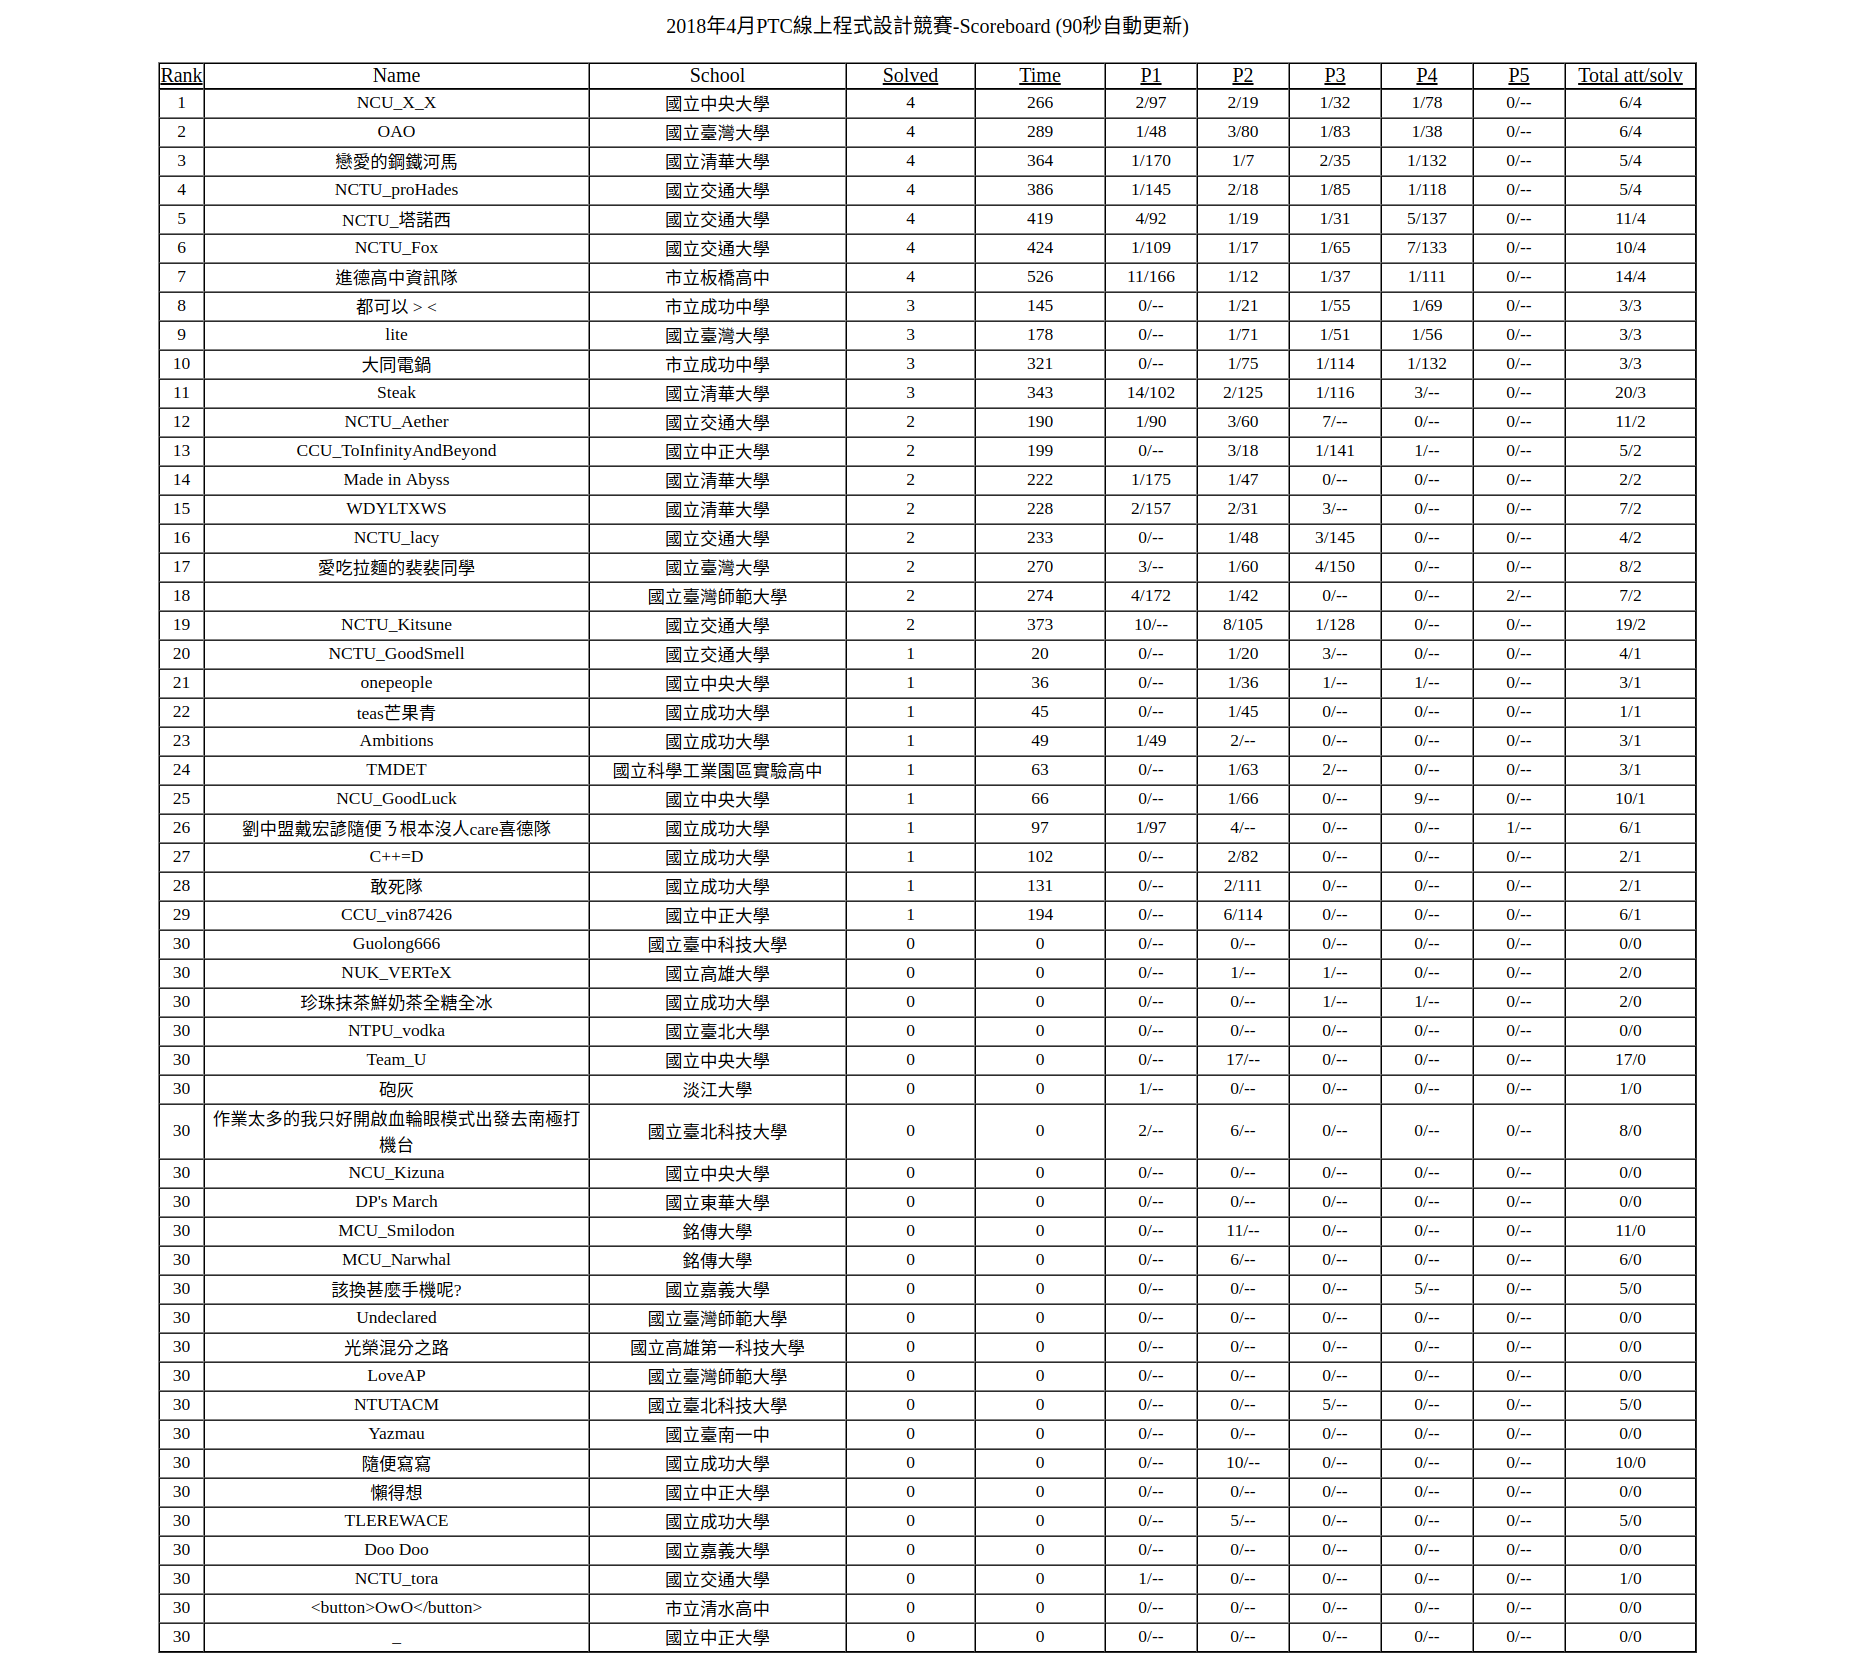 2018年4月PTC線上程式設計競賽-Scoreboard (90秒自動更新)
Rank Name School Solved Time P1 P2 P3 P4 P5 Total att/solv
1 NCU_X_X 國立中央大學 4 266 2/97 2/19 1/32 1/78 0/-- 6/4
2 OAO 國立臺灣大學 4 289 1/48 3/80 1/83 1/38 0/-- 6/4
3 戀愛的鋼鐵河馬 國立清華大學 4 364 1/170 1/7 2/35 1/132 0/-- 5/4
4 NCTU_proHades 國立交通大學 4 386 1/145 2/18 1/85 1/118 0/-- 5/4
5 NCTU_塔諾西 國立交通大學 4 419 4/92 1/19 1/31 5/137 0/-- 11/4
6 NCTU_Fox 國立交通大學 4 424 1/109 1/17 1/65 7/133 0/-- 10/4
7 進德高中資訊隊 市立板橋高中 4 526 11/166 1/12 1/37 1/111 0/-- 14/4
8 都可以 > < 市立成功中學 3 145 0/-- 1/21 1/55 1/69 0/-- 3/3
9 lite 國立臺灣大學 3 178 0/-- 1/71 1/51 1/56 0/-- 3/3
10 大同電鍋 市立成功中學 3 321 0/-- 1/75 1/114 1/132 0/-- 3/3
11 Steak 國立清華大學 3 343 14/102 2/125 1/116 3/-- 0/-- 20/3
12 NCTU_Aether 國立交通大學 2 190 1/90 3/60 7/-- 0/-- 0/-- 11/2
13 CCU_ToInfinityAndBeyond 國立中正大學 2 199 0/-- 3/18 1/141 1/-- 0/-- 5/2
14 Made in Abyss 國立清華大學 2 222 1/175 1/47 0/-- 0/-- 0/-- 2/2
15 WDYLTXWS 國立清華大學 2 228 2/157 2/31 3/-- 0/-- 0/-- 7/2
16 NCTU_lacy 國立交通大學 2 233 0/-- 1/48 3/145 0/-- 0/-- 4/2
17 愛吃拉麵的裴裴同學 國立臺灣大學 2 270 3/-- 1/60 4/150 0/-- 0/-- 8/2
18 國立臺灣師範大學 2 274 4/172 1/42 0/-- 0/-- 2/-- 7/2
19 NCTU_Kitsune 國立交通大學 2 373 10/-- 8/105 1/128 0/-- 0/-- 19/2
20 NCTU_GoodSmell 國立交通大學 1 20 0/-- 1/20 3/-- 0/-- 0/-- 4/1
21 onepeople 國立中央大學 1 36 0/-- 1/36 1/-- 1/-- 0/-- 3/1
22 teas芒果青 國立成功大學 1 45 0/-- 1/45 0/-- 0/-- 0/-- 1/1
23 Ambitions 國立成功大學 1 49 1/49 2/-- 0/-- 0/-- 0/-- 3/1
24 TMDET 國立科學工業園區實驗高中 1 63 0/-- 1/63 2/-- 0/-- 0/-- 3/1
25 NCU_GoodLuck 國立中央大學 1 66 0/-- 1/66 0/-- 9/-- 0/-- 10/1
26 劉中盟戴宏諺隨便ㄋ根本沒人care喜德隊 國立成功大學 1 97 1/97 4/-- 0/-- 0/-- 1/-- 6/1
27 C++=D 國立成功大學 1 102 0/-- 2/82 0/-- 0/-- 0/-- 2/1
28 敢死隊 國立成功大學 1 131 0/-- 2/111 0/-- 0/-- 0/-- 2/1
29 CCU_vin87426 國立中正大學 1 194 0/-- 6/114 0/-- 0/-- 0/-- 6/1
30 Guolong666 國立臺中科技大學 0 0 0/-- 0/-- 0/-- 0/-- 0/-- 0/0
30 NUK_VERTeX 國立高雄大學 0 0 0/-- 1/-- 1/-- 0/-- 0/-- 2/0
30 珍珠抹茶鮮奶茶全糖全冰 國立成功大學 0 0 0/-- 0/-- 1/-- 1/-- 0/-- 2/0
30 NTPU_vodka 國立臺北大學 0 0 0/-- 0/-- 0/-- 0/-- 0/-- 0/0
30 Team_U 國立中央大學 0 0 0/-- 17/-- 0/-- 0/-- 0/-- 17/0
30 砲灰 淡江大學 0 0 1/-- 0/-- 0/-- 0/-- 0/-- 1/0
30 作業太多的我只好開啟血輪眼模式出發去南極打
機台 國立臺北科技大學 0 0 2/-- 6/-- 0/-- 0/-- 0/-- 8/0
30 NCU_Kizuna 國立中央大學 0 0 0/-- 0/-- 0/-- 0/-- 0/-- 0/0
30 DP's March 國立東華大學 0 0 0/-- 0/-- 0/-- 0/-- 0/-- 0/0
30 MCU_Smilodon 銘傳大學 0 0 0/-- 11/-- 0/-- 0/-- 0/-- 11/0
30 MCU_Narwhal 銘傳大學 0 0 0/-- 6/-- 0/-- 0/-- 0/-- 6/0
30 該換甚麼手機呢? 國立嘉義大學 0 0 0/-- 0/-- 0/-- 5/-- 0/-- 5/0
30 Undeclared 國立臺灣師範大學 0 0 0/-- 0/-- 0/-- 0/-- 0/-- 0/0
30 光榮混分之路 國立高雄第一科技大學 0 0 0/-- 0/-- 0/-- 0/-- 0/-- 0/0
30 LoveAP 國立臺灣師範大學 0 0 0/-- 0/-- 0/-- 0/-- 0/-- 0/0
30 NTUTACM 國立臺北科技大學 0 0 0/-- 0/-- 5/-- 0/-- 0/-- 5/0
30 Yazmau 國立臺南一中 0 0 0/-- 0/-- 0/-- 0/-- 0/-- 0/0
30 隨便寫寫 國立成功大學 0 0 0/-- 10/-- 0/-- 0/-- 0/-- 10/0
30 懶得想 國立中正大學 0 0 0/-- 0/-- 0/-- 0/-- 0/-- 0/0
30 TLEREWACE 國立成功大學 0 0 0/-- 5/-- 0/-- 0/-- 0/-- 5/0
30 Doo Doo 國立嘉義大學 0 0 0/-- 0/-- 0/-- 0/-- 0/-- 0/0
30 NCTU_tora 國立交通大學 0 0 1/-- 0/-- 0/-- 0/-- 0/-- 1/0
30 &lt;button&gt;OwO&lt;/button&gt; 市立清水高中 0 0 0/-- 0/-- 0/-- 0/-- 0/-- 0/0
30 _ 國立中正大學 0 0 0/-- 0/-- 0/-- 0/-- 0/-- 0/0